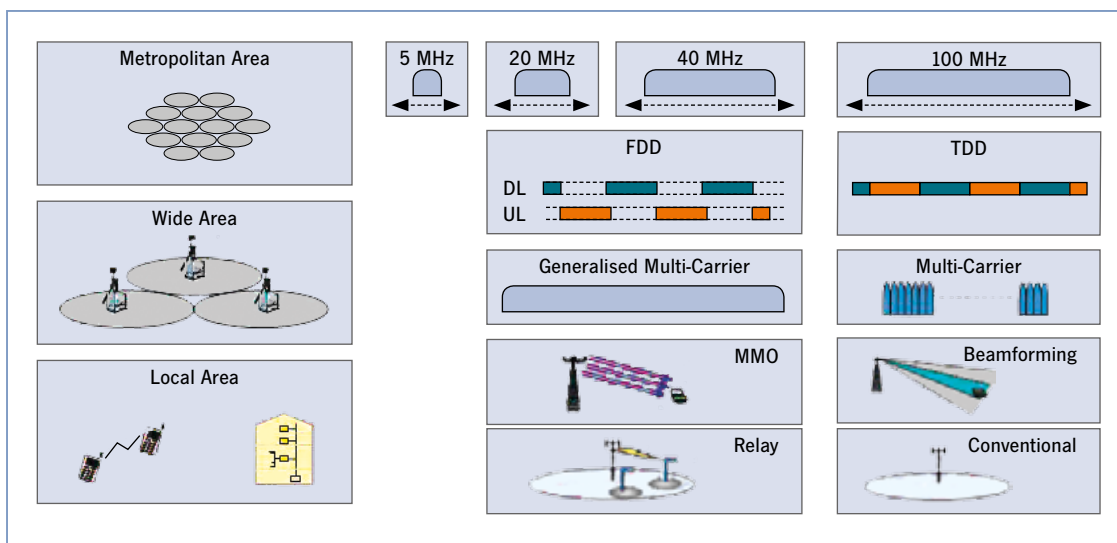 Metropolitan Area
Wide Area
Local Area
5 MHz
20 MHz
40 MHz
100 MHz
FDD
DL
UL
TDD
Generalised Multi-Carrier
Multi-Carrier
MMO
Beamforming
Relay
Conventional